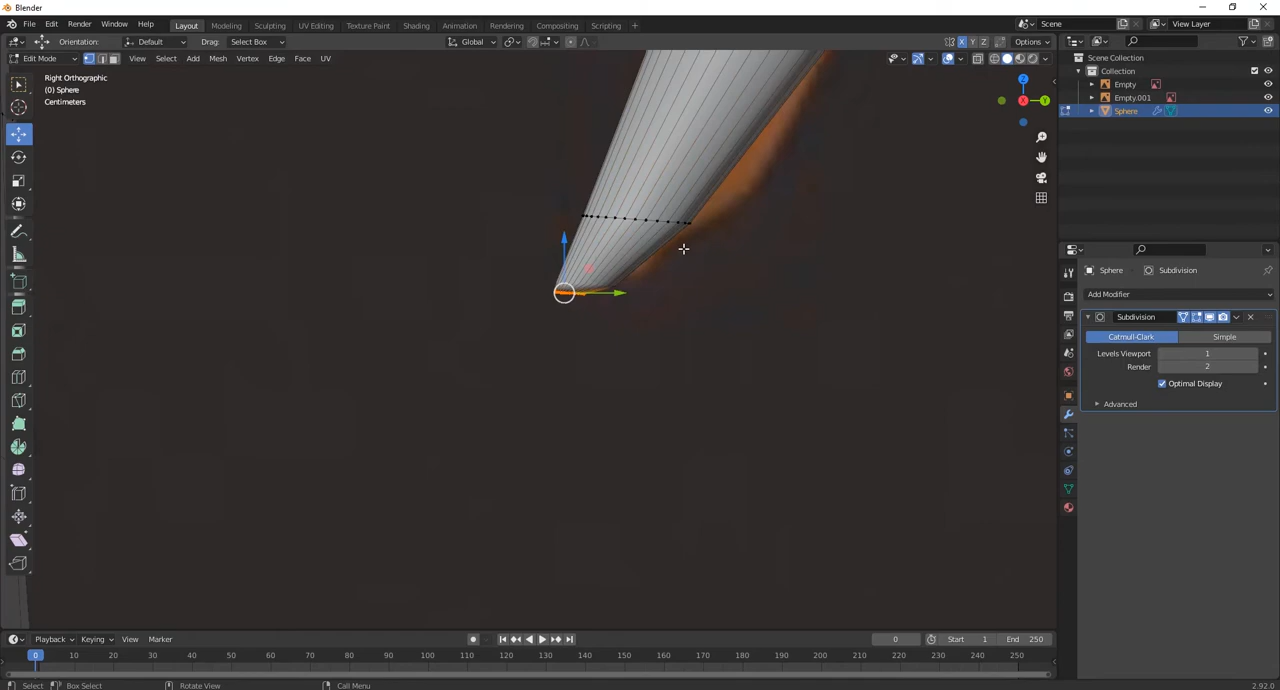 Blender
File Edit Render Window Help Layout Modeling Sculpting UV Editing Texture Paint Shading Animation Rendering Compositing Scripting + Scene View Layer
Orientation: Default Drag: Select Box Global X Y Z Options
Edit Mode View Select Add Mesh Vertex Edge Face UV
Right Orthographic
(0) Sphere
Centimeters
Z
X Y
Scene Collection
Collection
Empty
Empty.001
Sphere
Sphere Subdivision
Add Modifier
Subdivision
Catmull-Clark Simple
Levels Viewport 1
Render 2
Optimal Display
Advanced
Playback Keying View Marker 0 Start 1 End 250
0 10 20 30 40 50 60 70 80 90 100 110 120 130 140 150 160 170 180 190 200 210 220 230 240 250
Select Box Select Rotate View Call Menu 2.92.0